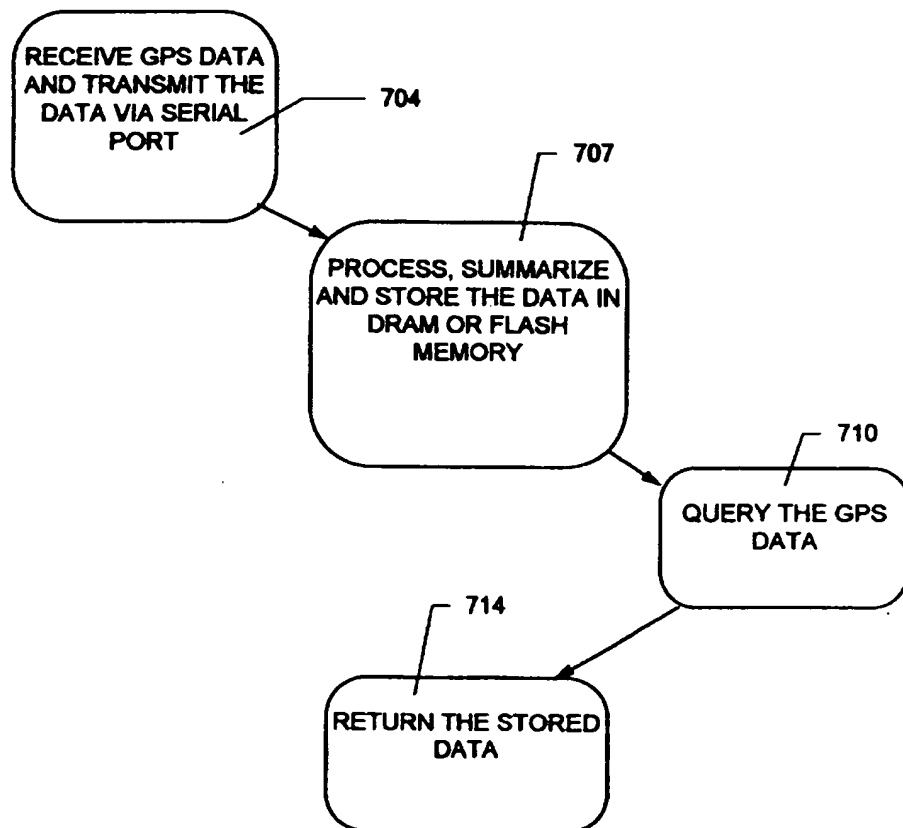 RECEIVE GPS DATA
AND TRANSMIT THE
DATA VIA SERIAL
PORT
704
707
PROCESS, SUMMARIZE
AND STORE THE DATA IN
DRAM OR FLASH
MEMORY
710
QUERY THE GPS
DATA
714
RETURN THE STORED
DATA